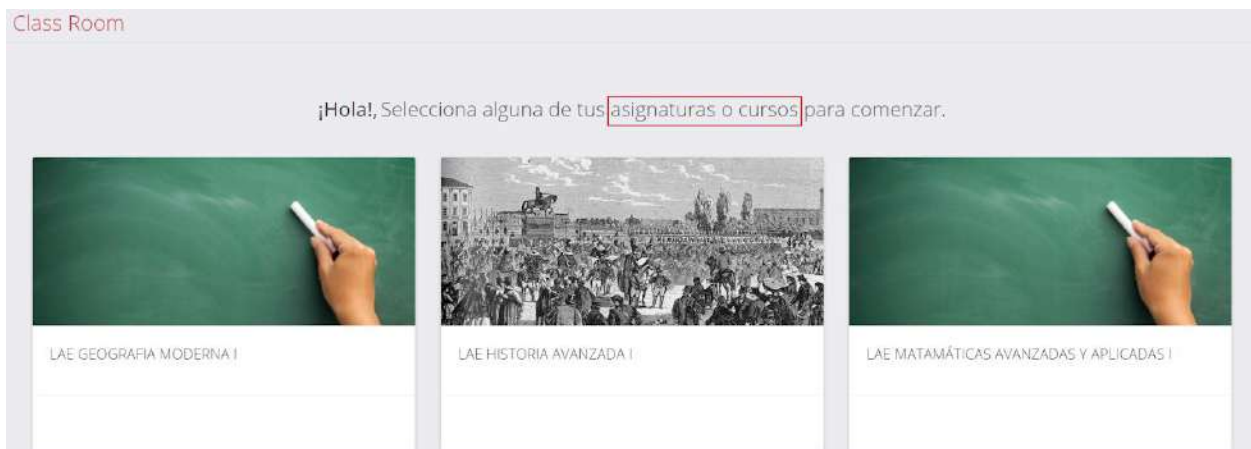 Class Room
¡Hola!, Selecciona alguna de tus asignaturas o cursos para comenzar.
LAE GEOGRAFIA MODERNA I
LAE HISTORIA AVANZADA I
LAE MATAMÁTICAS AVANZADAS Y APLICADAS I